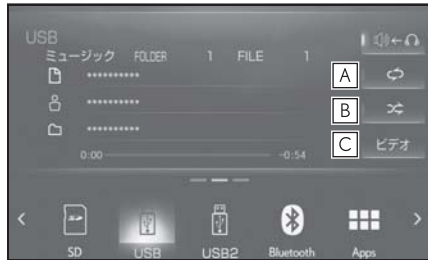 USB
ミュージック FOLDER 1 FILE 1
A
**********
B
**********
C ビデオ
**********
0:00 -0:54
SD USB USB2 Bluetooth Apps